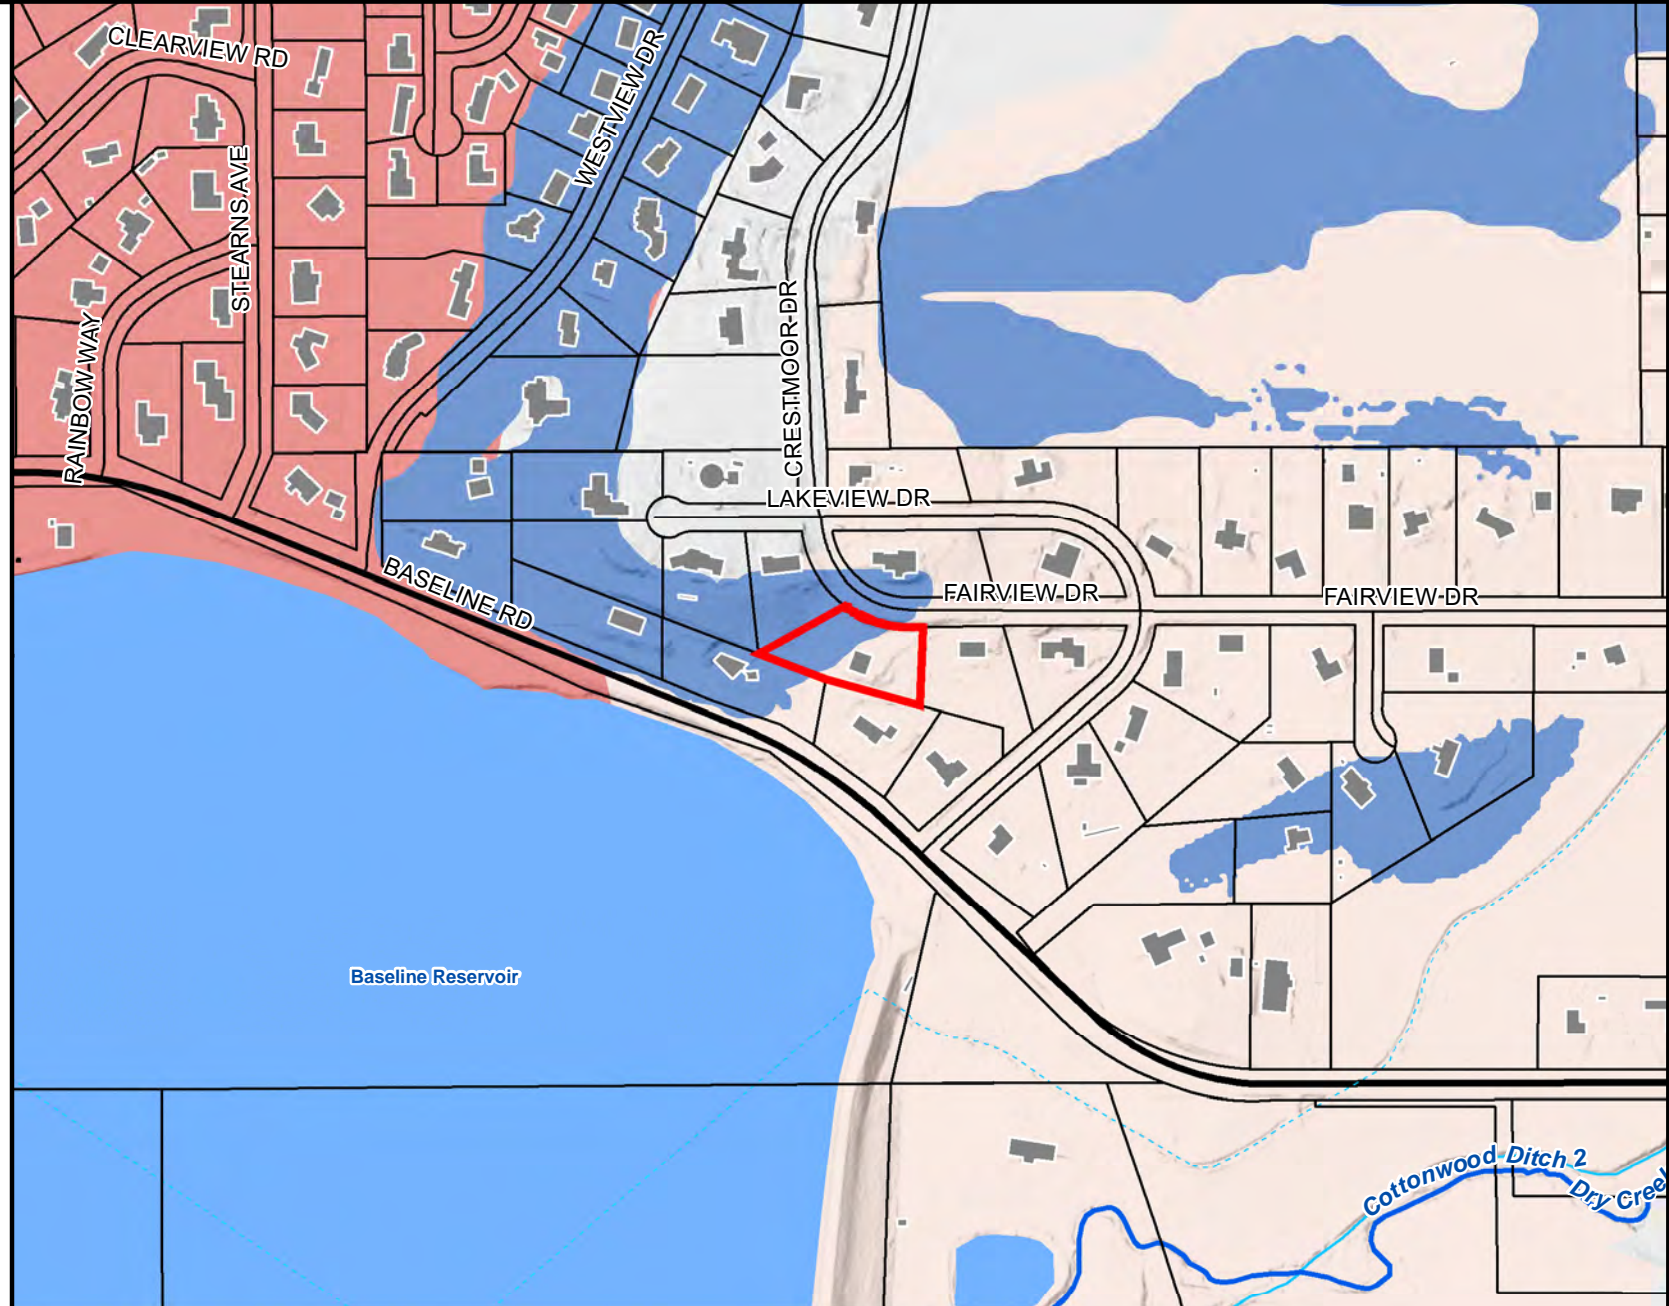 CLEARVIEW RD
WESTVIEW DR
STEARNS AVE
RAINBOW WAY
CRESTMOOR DR
LAKEVIEW DR
BASELINE RD
FAIRVIEW DR
FAIRVIEW DR
Baseline Reservoir
Cottonwood Ditch 2
Dry Creek